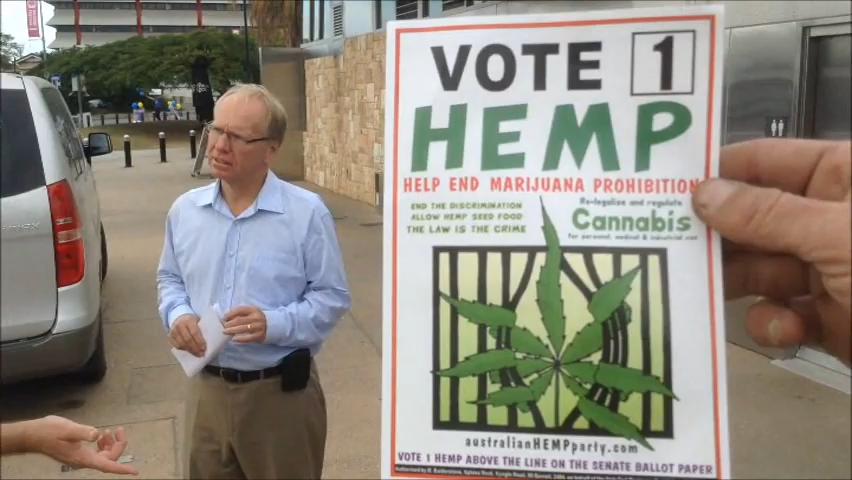 VOTE 1
HEMP
HELP END MARIJUANA PROHIBITION
END THE DISCRIMINATION
ALLOW HEMP SEED FOOD
THE LAW IS THE CRIME
Re-legalise and regulate
Cannabis
for personal, medical & industrial use
australianHEMPparty.com
VOTE 1 HEMP ABOVE THE LINE ON THE SENATE BALLOT PAPER